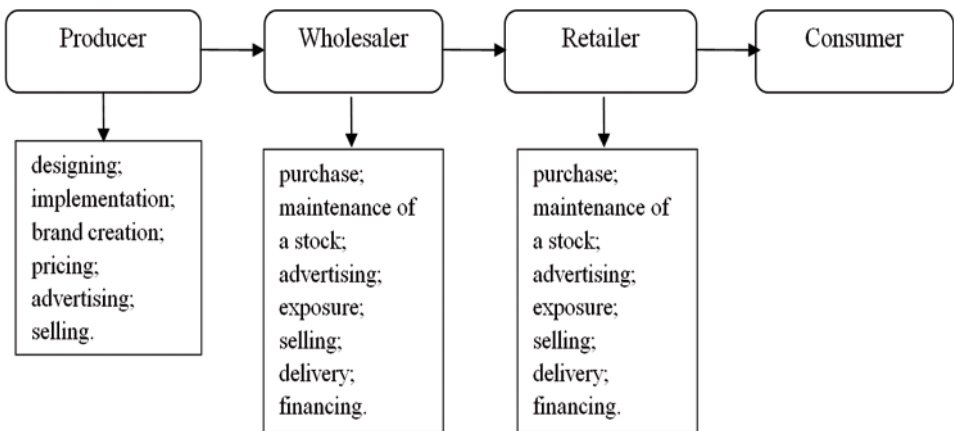 Producer
Wholesaler
Retailer
Consumer
designing;
implementation;
brand creation;
pricing;
advertising;
selling.
purchase;
maintenance of
a stock;
advertising;
exposure;
selling;
delivery;
financing.
purchase;
maintenance of
a stock;
advertising;
exposure;
selling;
delivery;
financing.